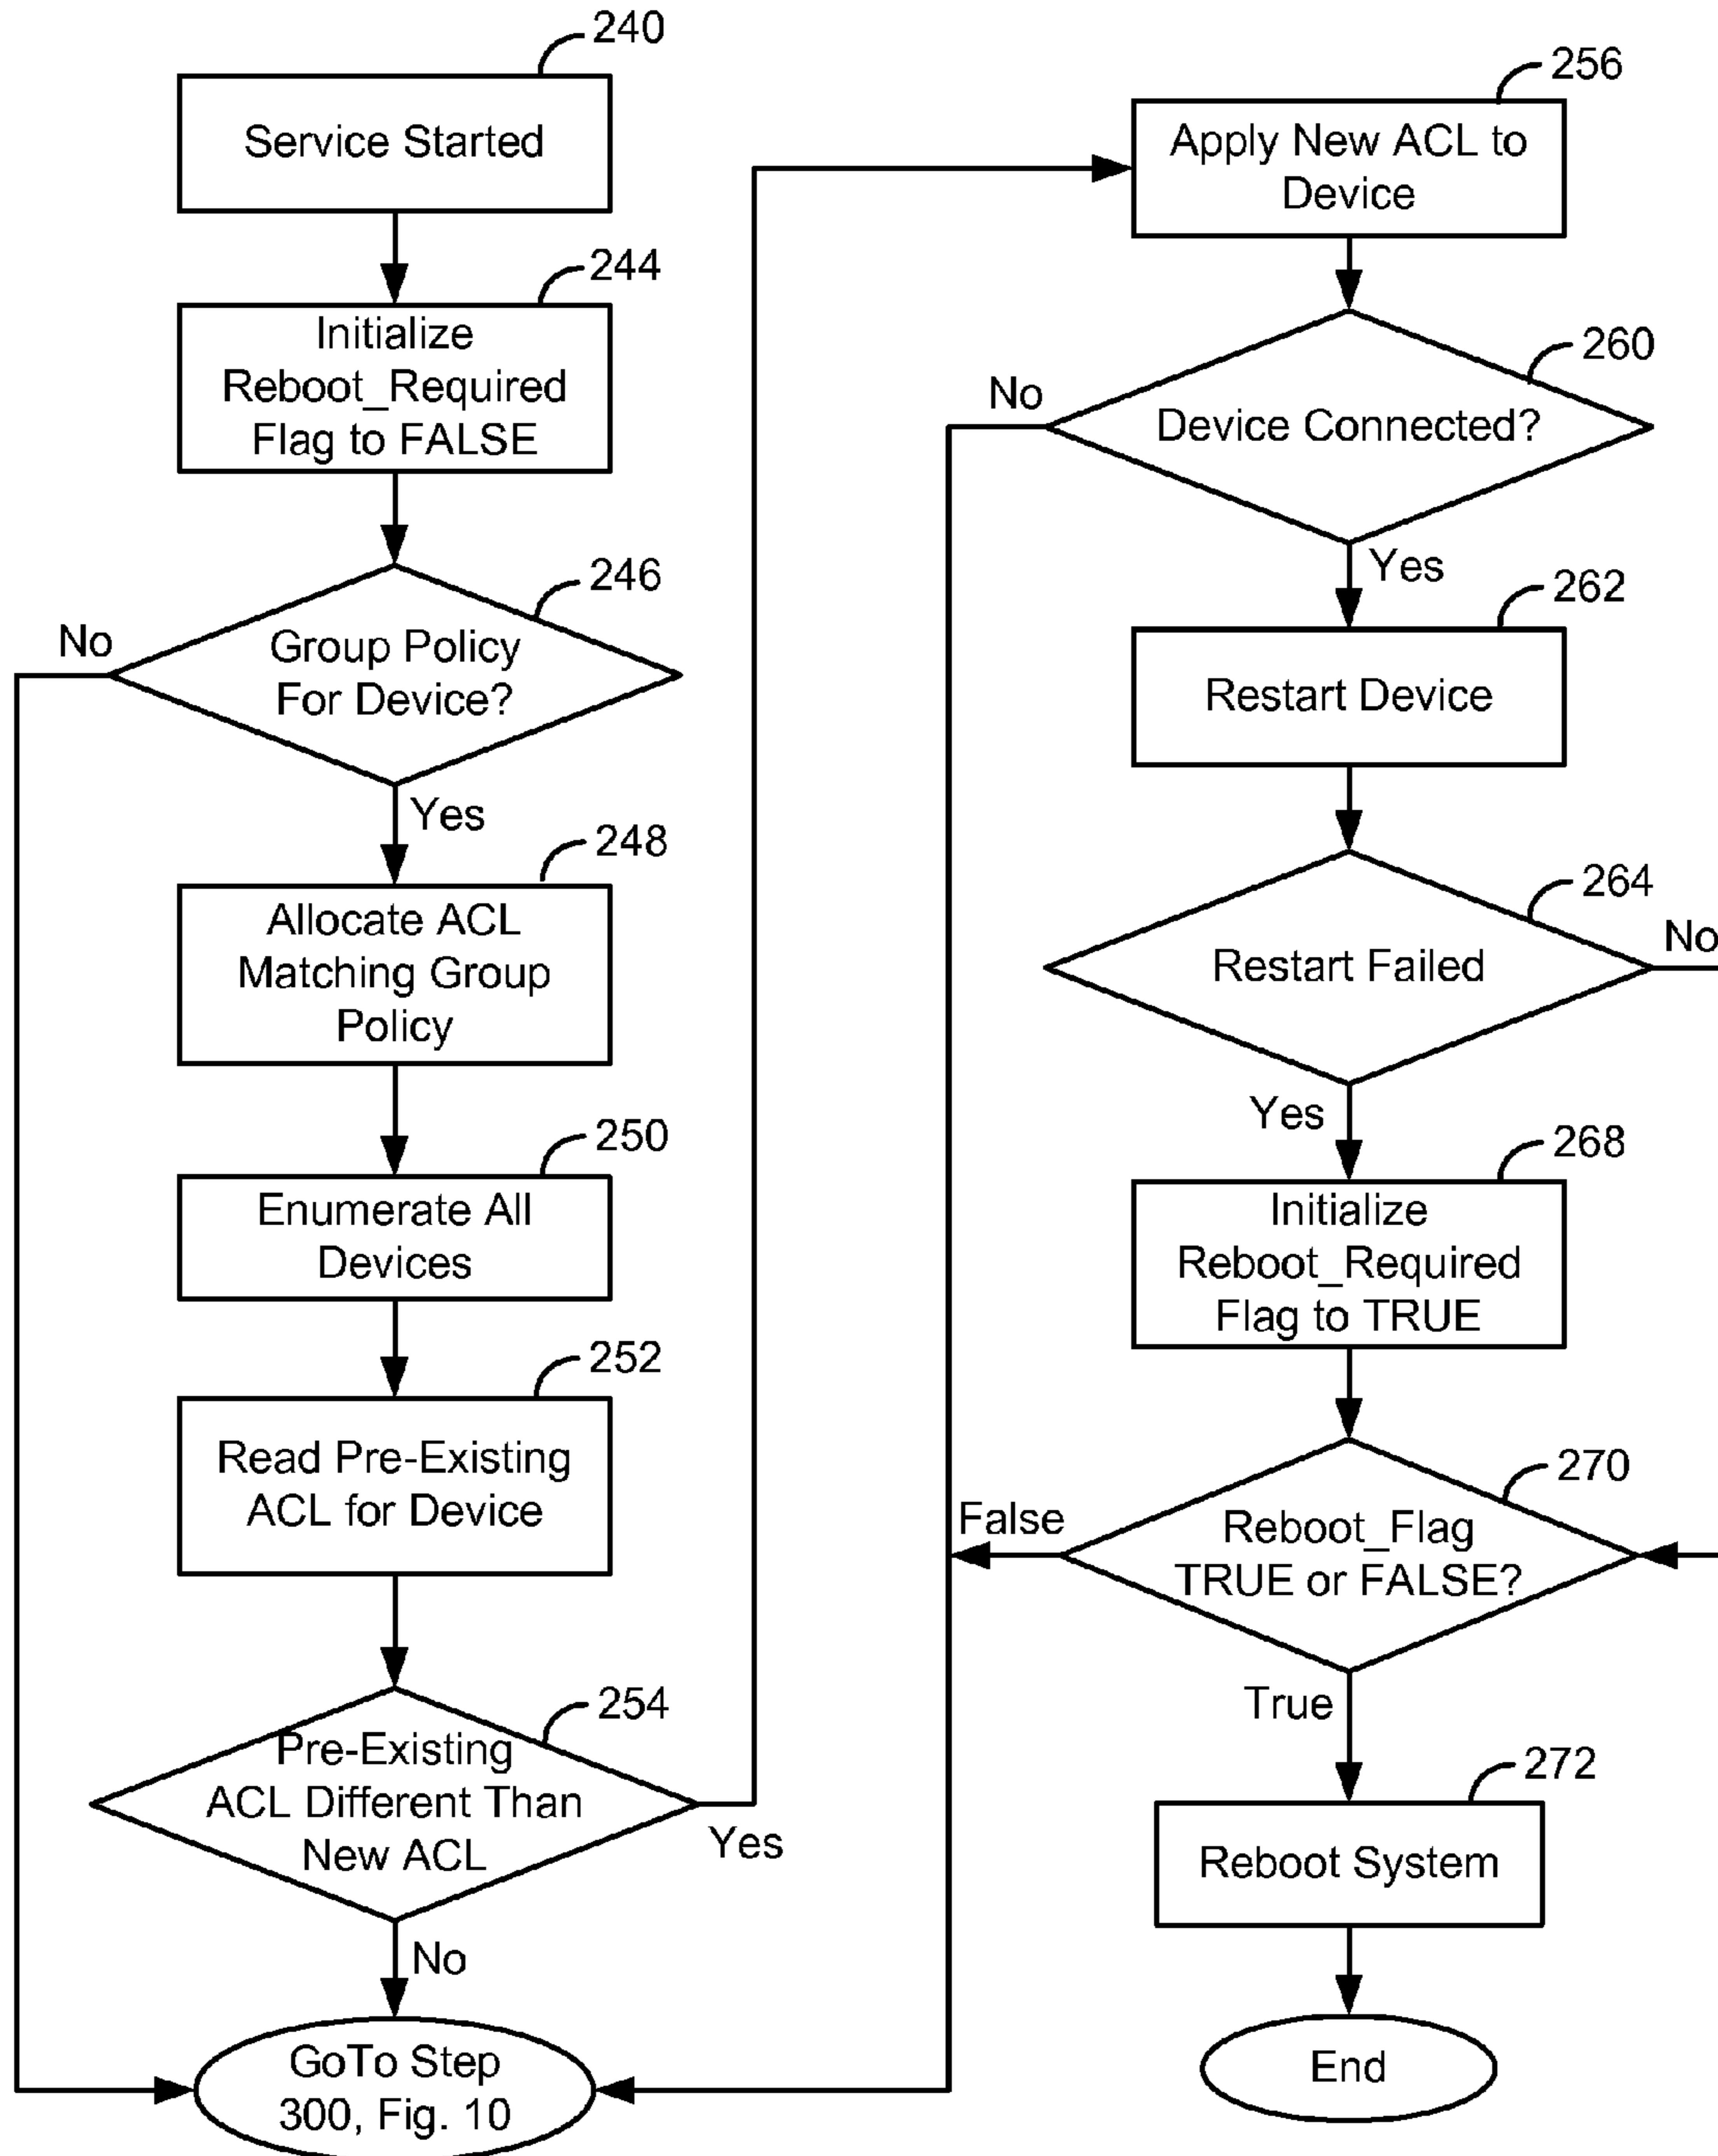 240
Service Started
244
Initialize
Reboot_Required
Flag to FALSE
246
No
Group Policy
For Device?
Yes
248
Allocate ACL
Matching Group
Policy
250
Enumerate All
Devices
252
Read Pre-Existing
ACL for Device
254
Pre-Existing
ACL Different Than
New ACL
Yes
No
GoTo Step
300, Fig. 10
256
Apply New ACL to
Device
260
No
Device Connected?
Yes
262
Restart Device
264
No
Restart Failed
Yes
268
Initialize
Reboot_Required
Flag to TRUE
270
False
Reboot_Flag
TRUE or FALSE?
True
272
Reboot System
End